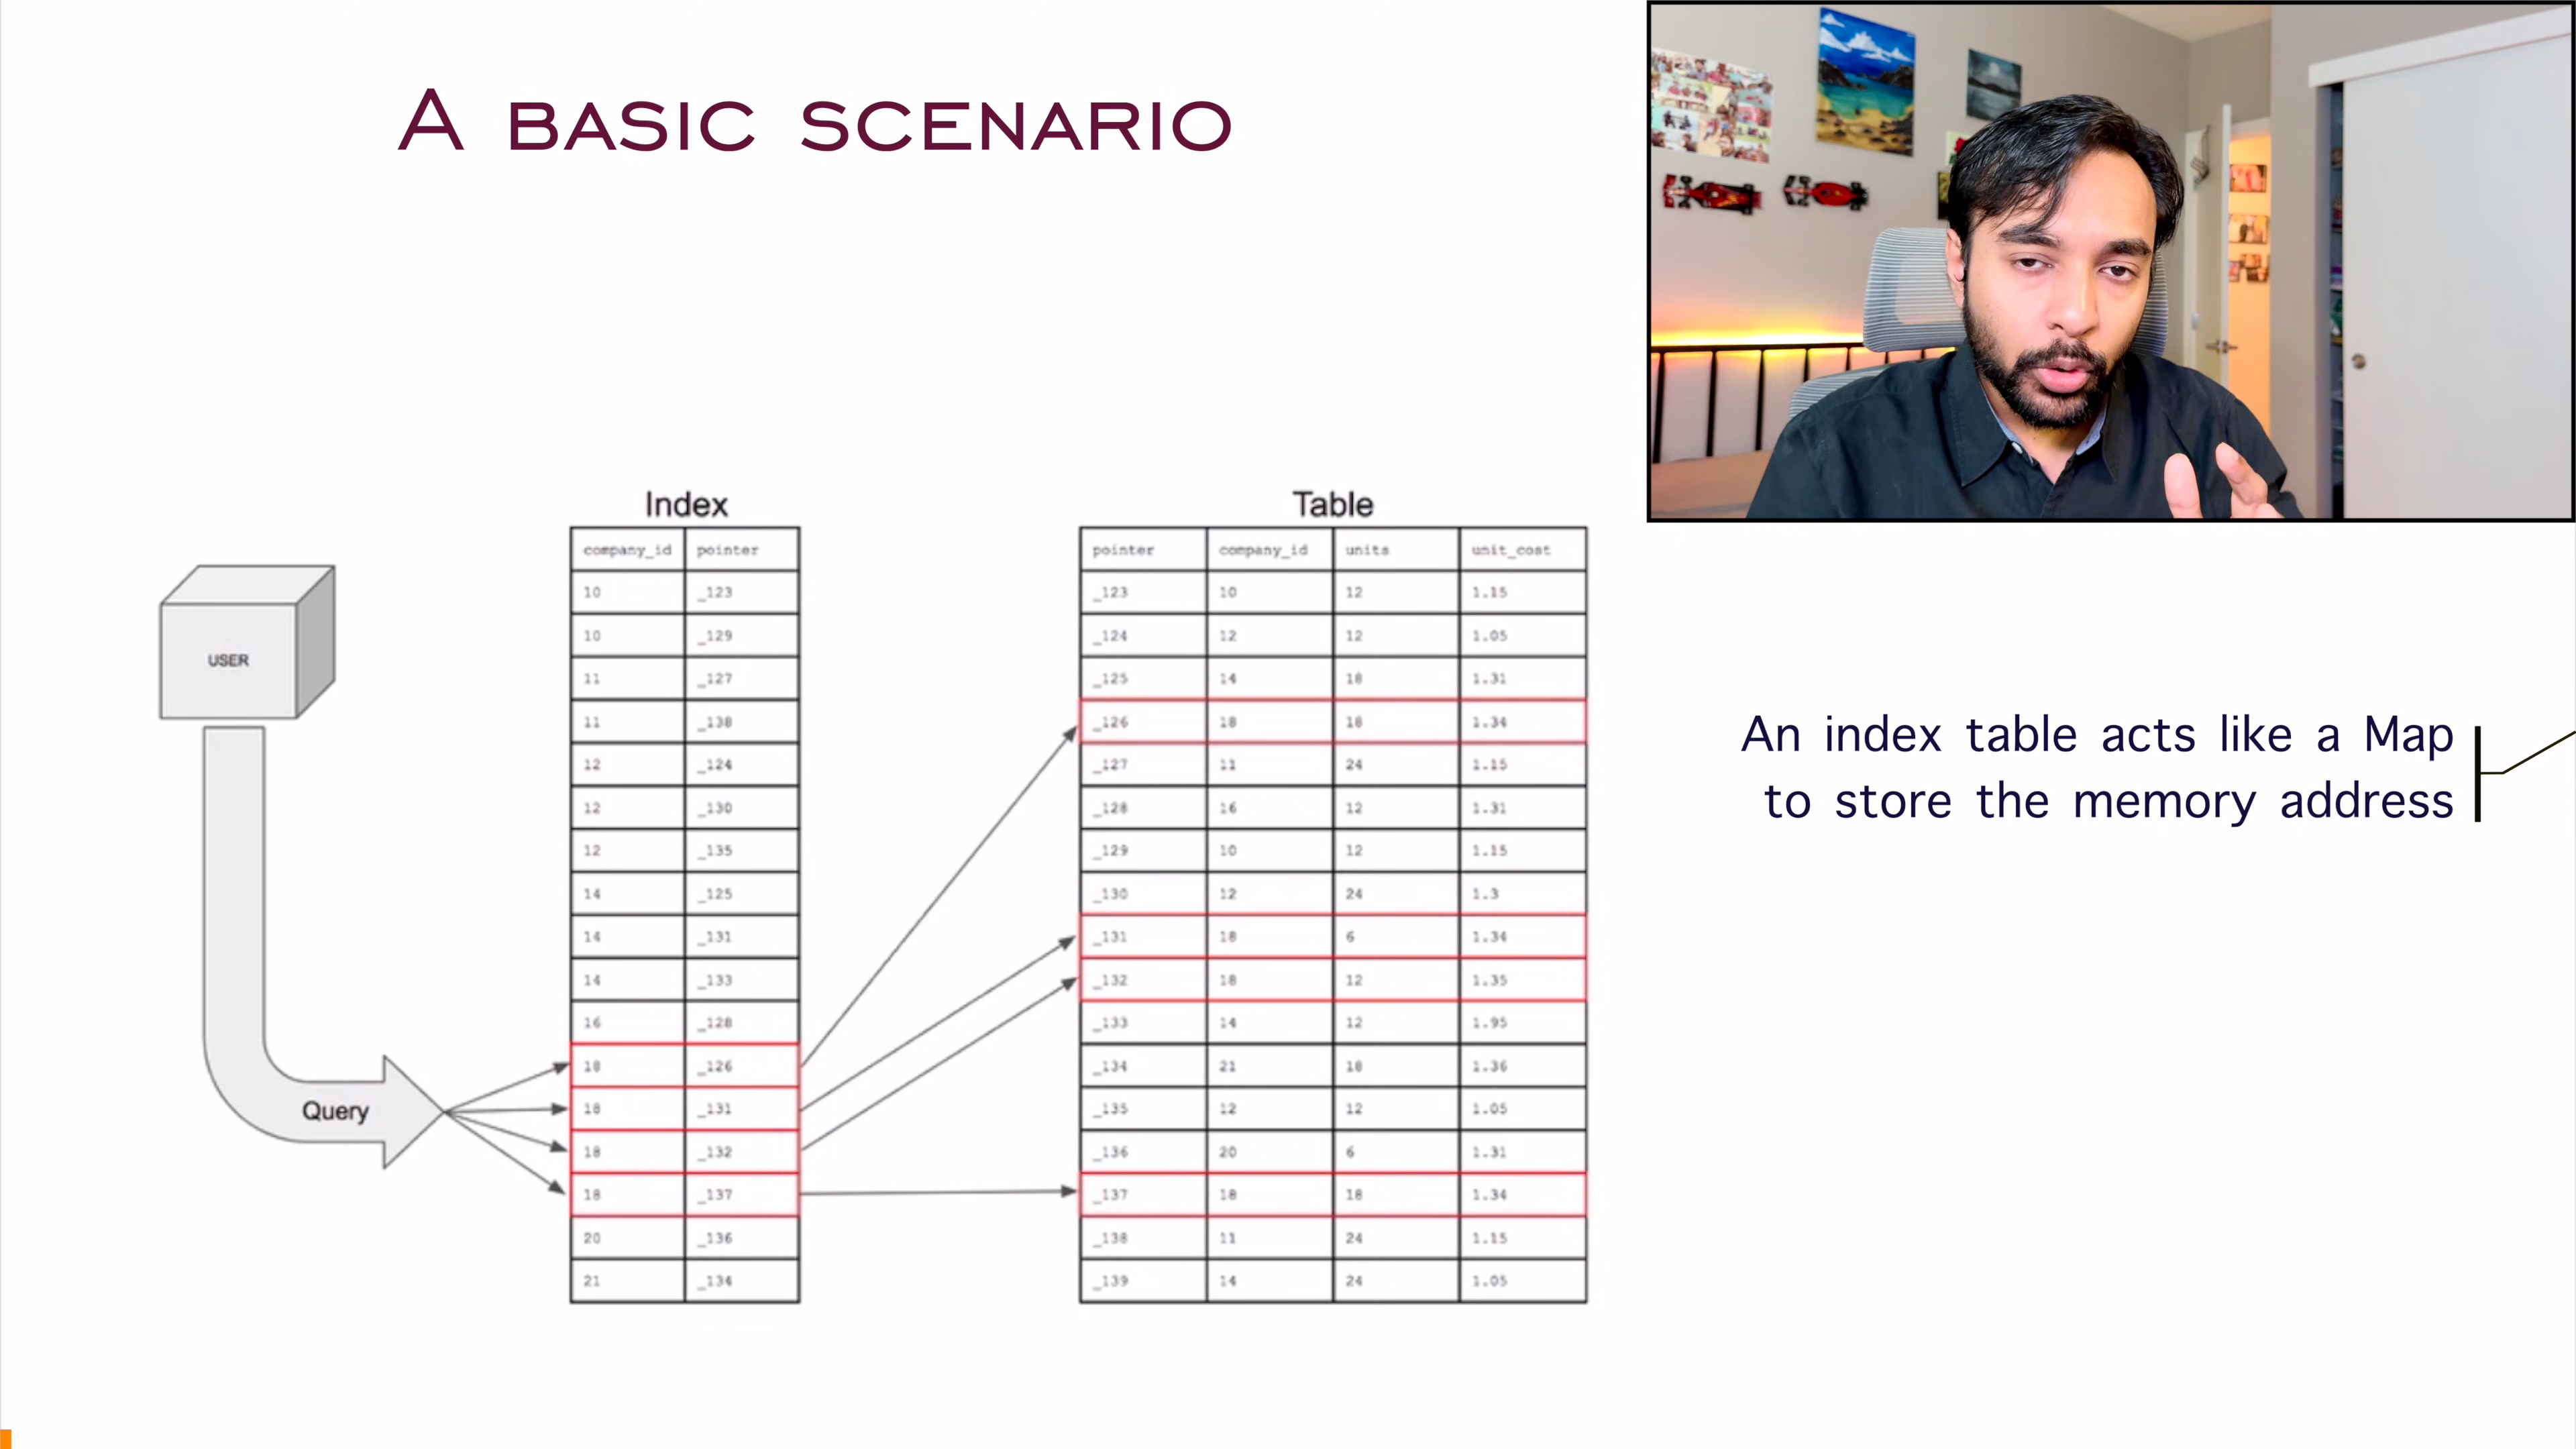 A BASIC SCENARIO
Index
company_id pointer
10 _123
10 _129
11 _127
11 _138
12 _124
12 _130
12 _135
14 _125
14 _131
14 _133
16 _128
18 _126
18 _131
18 _132
18 _137
20 _136
21 _134
Table
pointer company_id units unit_cost
_123 10 12 1.15
_124 12 12 1.05
_125 14 18 1.31
_126 18 18 1.34
_127 11 24 1.15
_128 16 12 1.31
_129 10 12 1.15
_130 12 24 1.3
_131 18 6 1.34
_132 18 12 1.35
_133 14 12 1.95
_134 21 18 1.36
_135 12 12 1.05
_136 20 6 1.31
_137 18 18 1.34
_138 11 24 1.15
_139 14 24 1.05
USER
Query
An index table acts like a Map
to store the memory address